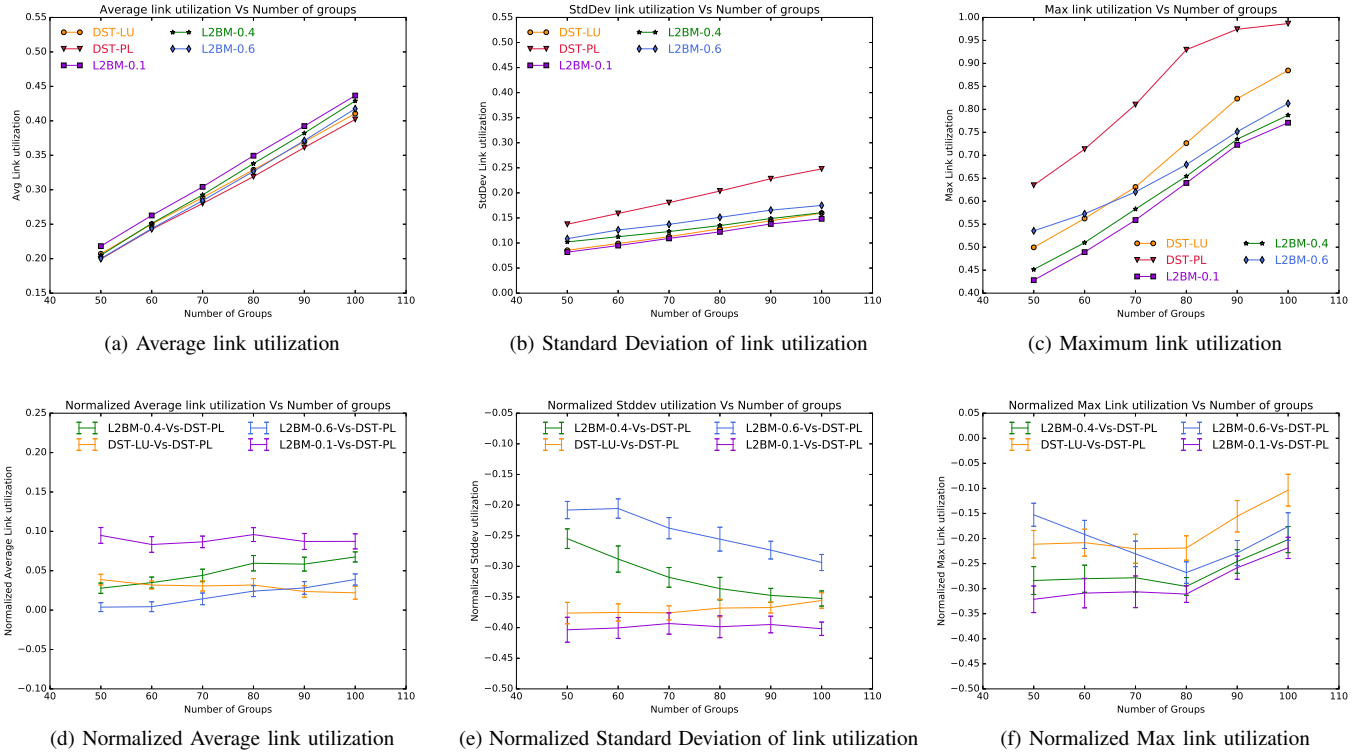 Average link utilization Vs Number of groups
DST-LU
DST-PL
L2BM-0.1
L2BM-0.4
L2BM-0.6
0.55
0.50
0.45
0.40
0.35
0.30
0.25
0.20
0.15
Avg Link utilization
40 50 60 70 80 90 100 110
Number of Groups
(a) Average link utilization
StdDev link utilization Vs Number of groups
DST-LU
DST-PL
L2BM-0.1
L2BM-0.4
L2BM-0.6
0.55
0.50
0.45
0.40
0.35
0.30
0.25
0.20
0.15
0.10
0.05
0.00
StdDev Link utilization
40 50 60 70 80 90 100 110
Number of Groups
(b) Standard Deviation of link utilization
Max link utilization Vs Number of groups
1.00
0.95
0.90
0.85
0.80
0.75
0.70
0.65
0.60
0.55
0.50
0.45
0.40
Max Link utilization
DST-LU
DST-PL
L2BM-0.1
L2BM-0.4
L2BM-0.6
40 50 60 70 80 90 100 110
Number of Groups
(c) Maximum link utilization
Normalized Average link utilization Vs Number of groups
L2BM-0.4-Vs-DST-PL
DST-LU-Vs-DST-PL
L2BM-0.6-Vs-DST-PL
L2BM-0.1-Vs-DST-PL
0.25
0.20
0.15
0.10
0.05
0.00
−0.05
−0.10
Normalized Average Link utilization
40 50 60 70 80 90 100 110
Number of Groups
(d) Normalized Average link utilization
Normalized Stddev utilization Vs Number of groups
L2BM-0.4-Vs-DST-PL
DST-LU-Vs-DST-PL
L2BM-0.6-Vs-DST-PL
L2BM-0.1-Vs-DST-PL
−0.05
−0.10
−0.15
−0.20
−0.25
−0.30
−0.35
−0.40
−0.45
−0.50
Normalized Stddev utilization
40 50 60 70 80 90 100 110
Number of Groups
(e) Normalized Standard Deviation of link utilization
Normalized Max Link utilization Vs Number of groups
L2BM-0.4-Vs-DST-PL
DST-LU-Vs-DST-PL
L2BM-0.6-Vs-DST-PL
L2BM-0.1-Vs-DST-PL
0.05
0.00
−0.05
−0.10
−0.15
−0.20
−0.25
−0.30
−0.35
−0.40
−0.45
−0.50
Normalized Max Link utilization
40 50 60 70 80 90 100 110
Number of Groups
(f) Normalized Max link utilization